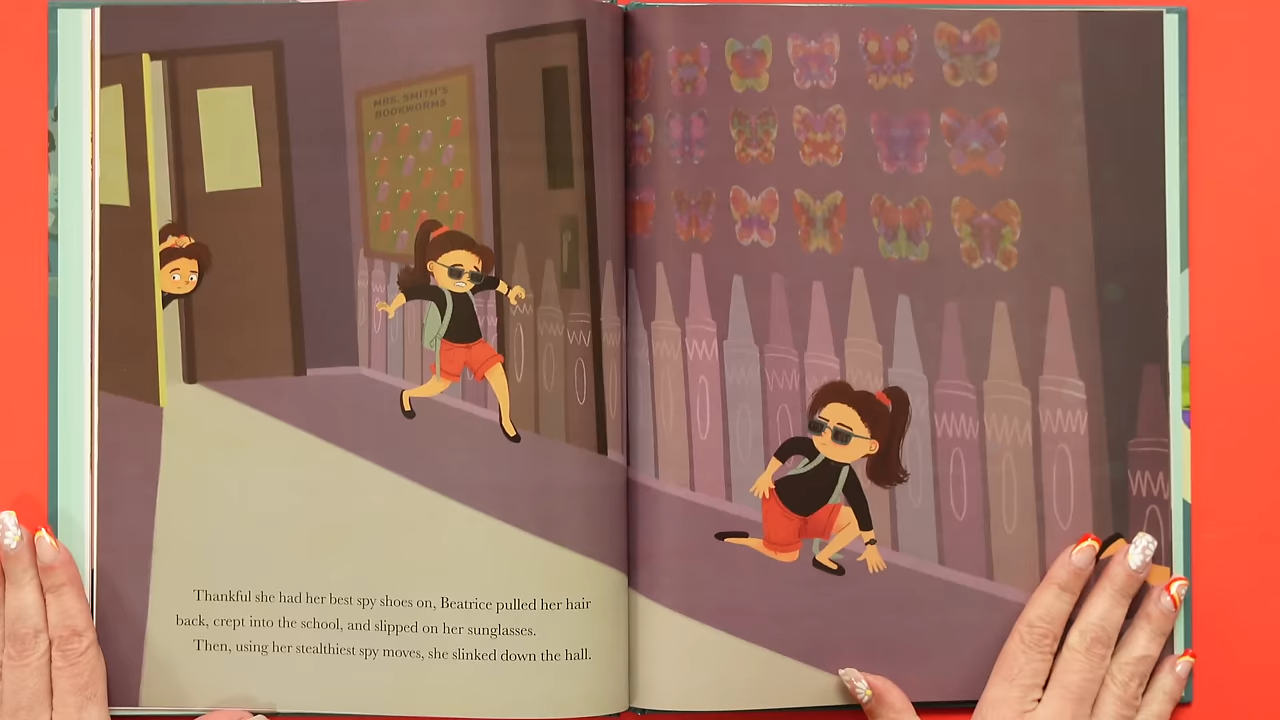 MRS. SMITH'S
BOOKWORMS
Thankful she had her best spy shoes on, Beatrice pulled her hair
back, crept into the school, and slipped on her sunglasses.
Then, using her stealthiest spy moves, she slinked down the hall.